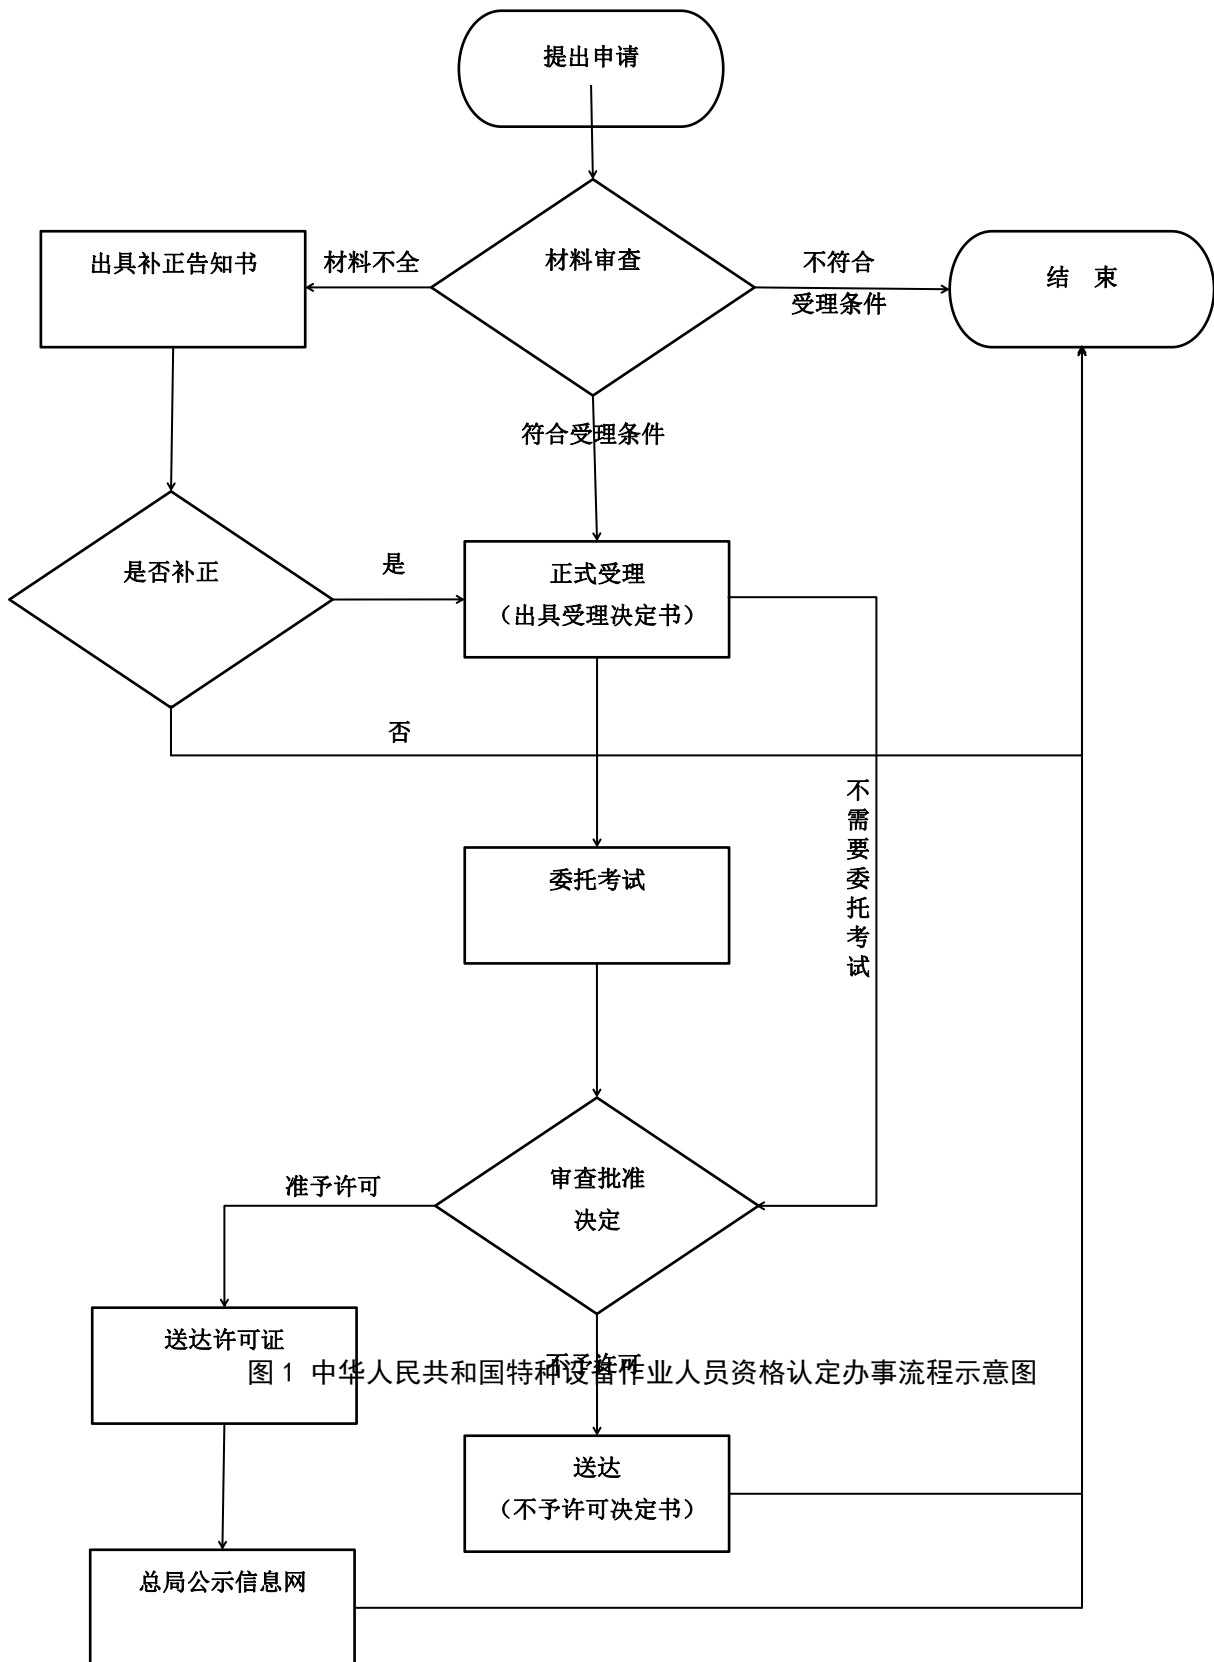 提出申请
出具补正告知书
材料不全
材料审查
不符合
受理条件
结 束
符合受理条件
是否补正
是
正式受理
（出具受理决定书）
否
不需要委托考试
委托考试
准予许可
审查批准
决定
送达许可证
不予许可
图 1 中华人民共和国特种设备作业人员资格认定办事流程示意图
送达
（不予许可决定书）
总局公示信息网